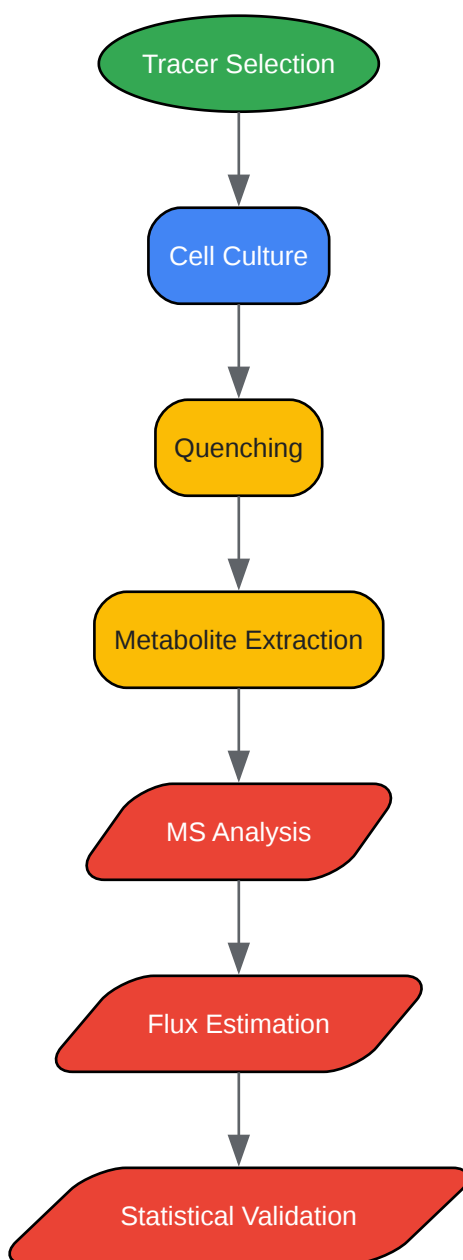 Tracer Selection
Cell Culture
Quenching
Metabolite Extraction
MS Analysis
Flux Estimation
Statistical Validation